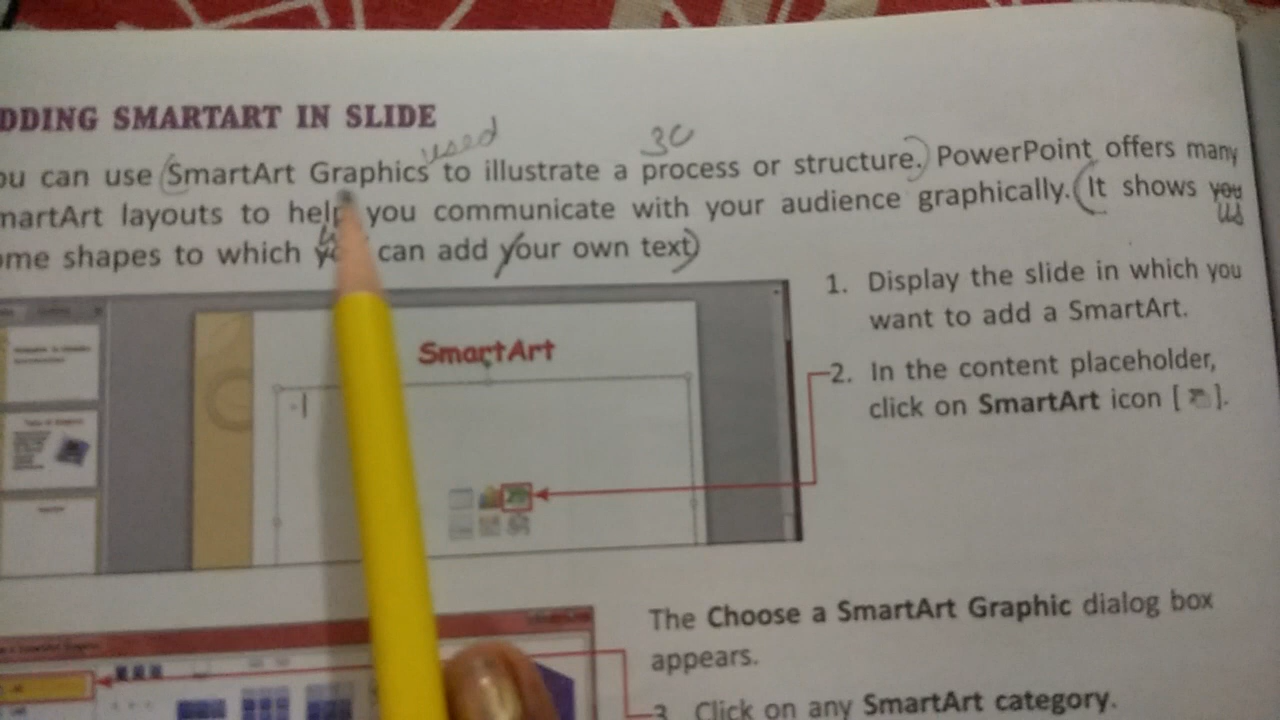 DDING SMARTART IN SLIDE
used
30
ou can use SmartArt Graphics to illustrate a process or structure. PowerPoint offers many
martArt layouts to help you communicate with your audience graphically. It shows you
us
ome shapes to which can add your own text
SmartArt
1. Display the slide in which you
want to add a SmartArt.
2. In the content placeholder,
click on SmartArt icon [ ].
The Choose a SmartArt Graphic dialog box
appears.
3 Click on any SmartArt category.